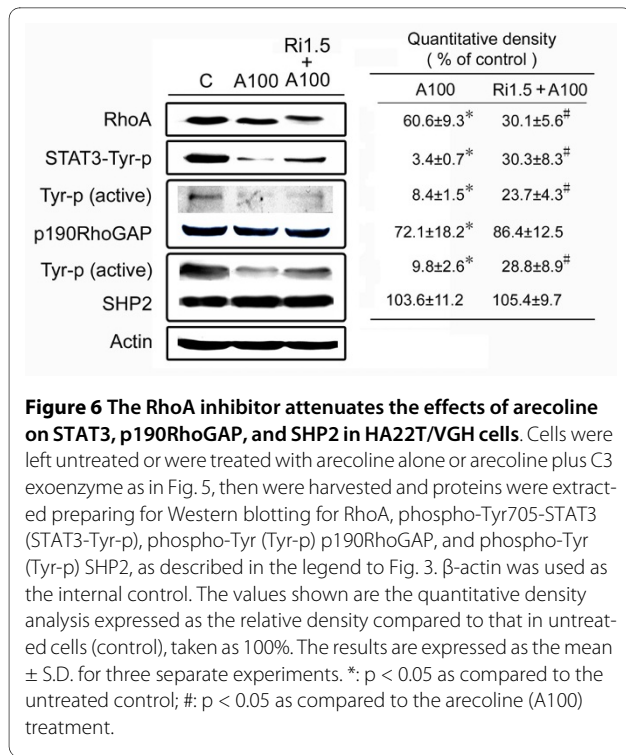 Ri1.5
+
C A100 A100
Quantitative density
( % of control )
A100 Ri1.5 + A100
RhoA 60.6±9.3* 30.1±5.6#
STAT3-Tyr-p 3.4±0.7* 30.3±8.3#
Tyr-p (active) 8.4±1.5* 23.7±4.3#
p190RhoGAP 72.1±18.2* 86.4±12.5
Tyr-p (active) 9.8±2.6* 28.8±8.9#
SHP2 103.6±11.2 105.4±9.7
Actin
Figure 6 The RhoA inhibitor attenuates the effects of arecoline
on STAT3, p190RhoGAP, and SHP2 in HA22T/VGH cells. Cells were
left untreated or were treated with arecoline alone or arecoline plus C3
exoenzyme as in Fig. 5, then were harvested and proteins were extract-
ed preparing for Western blotting for RhoA, phospho-Tyr705-STAT3
(STAT3-Tyr-p), phospho-Tyr (Tyr-p) p190RhoGAP, and phospho-Tyr
(Tyr-p) SHP2, as described in the legend to Fig. 3. β-actin was used as
the internal control. The values shown are the quantitative density
analysis expressed as the relative density compared to that in untreat-
ed cells (control), taken as 100%. The results are expressed as the mean
± S.D. for three separate experiments. *: p < 0.05 as compared to the
untreated control; #: p < 0.05 as compared to the arecoline (A100)
treatment.